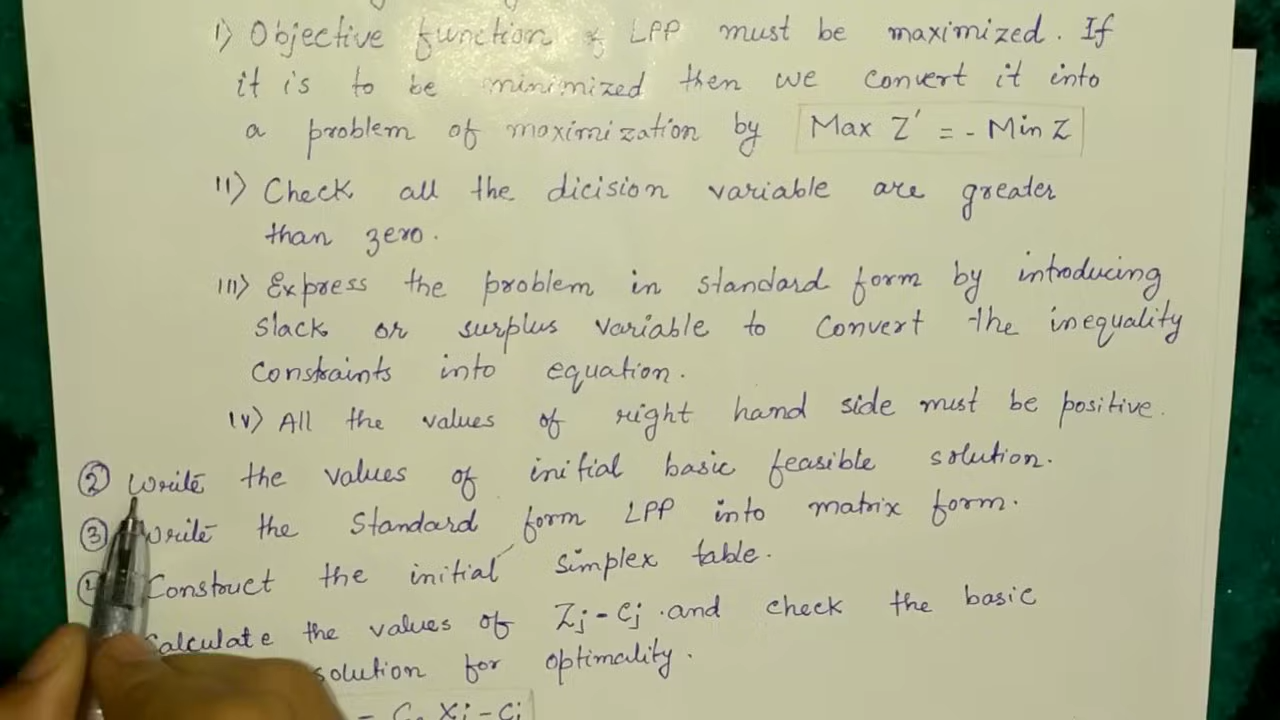 I) Objective function of LPP must be maximized. If
it is to be minimized then we convert it into
a problem of moximization by Max Z' = - Min Z
II) Check all the dicision variable are greater
than zero.
III) Express the problem in standard form by introducing
slack or surplus variable to convert the inequality
constraints into equation.
IV) All the values of right hand side must be positive.
② Write the values of initial basic feasible solution.
③ Write the standard form LPP into matrix form.
Construct the initial simplex table.
Calculate the values of Zj - Cj and check the basic
solution for optimality.
Xj - Cj